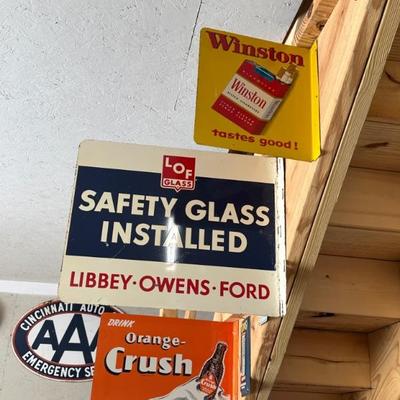 Winston
Winston
tastes good!
LOF
GLASS
SAFETY GLASS
INSTALLED
LIBBEY·OWENS·FORD
CINCINNATI AUTO
AAA
EMERGENCY SE
DRINK
Orange-
Crush